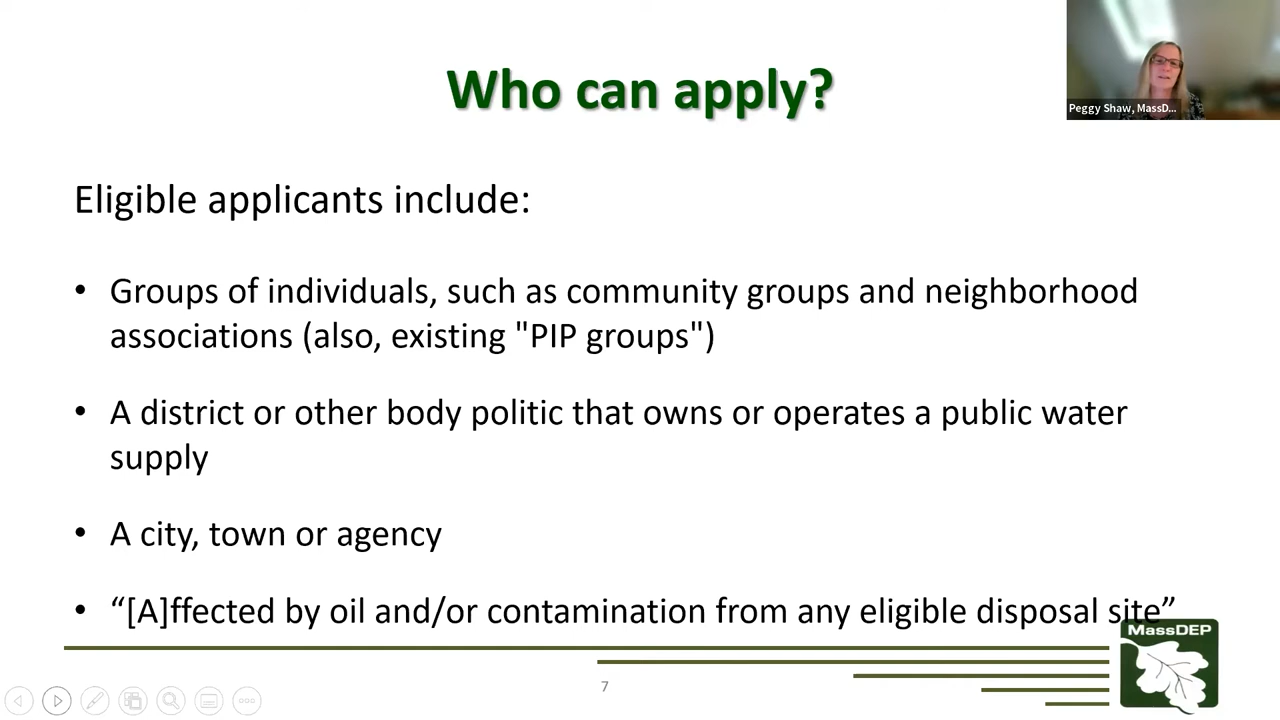 Who can apply?
Peggy Shaw, MassD...
Eligible applicants include:
• Groups of individuals, such as community groups and neighborhood
associations (also, existing "PIP groups")
• A district or other body politic that owns or operates a public water
supply
• A city, town or agency
• “[A]ffected by oil and/or contamination from any eligible disposal site”
MassDEP
7